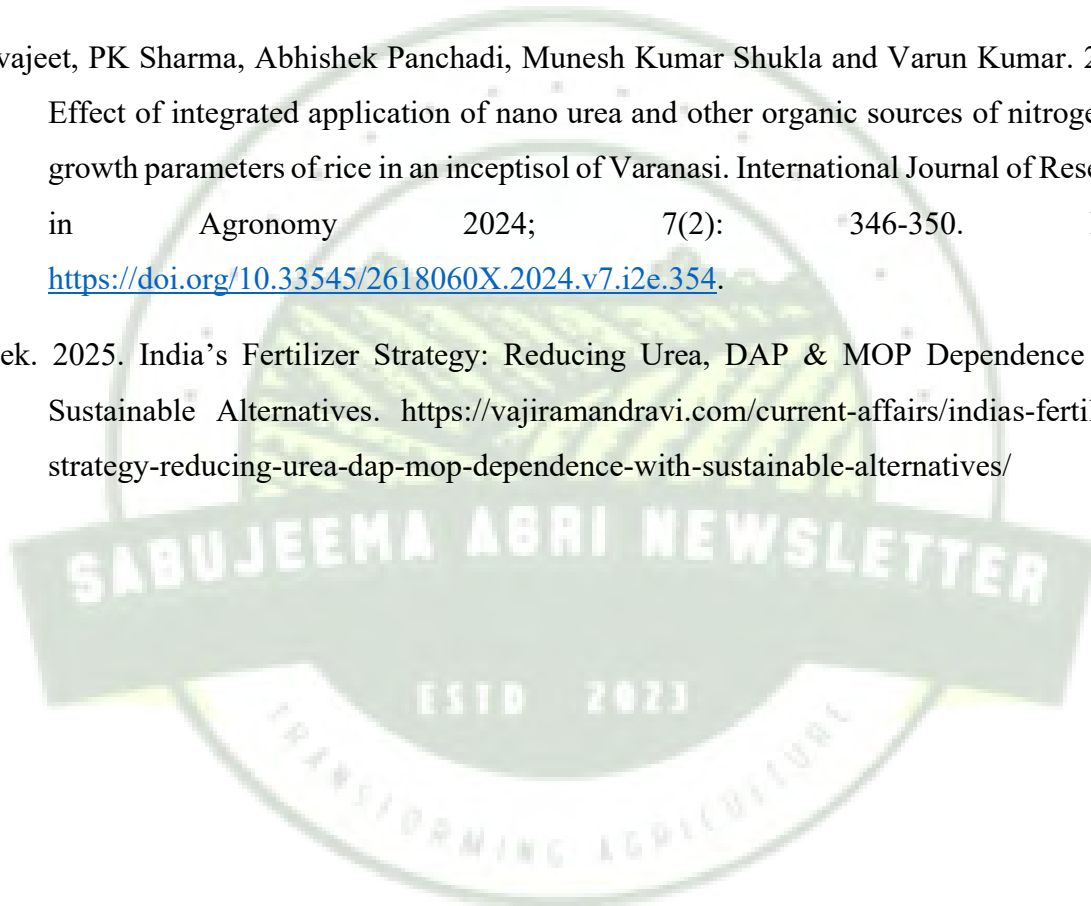 vajeet, PK Sharma, Abhishek Panchadi, Munesh Kumar Shukla and Varun Kumar. 2
Effect of integrated application of nano urea and other organic sources of nitroge
growth parameters of rice in an inceptisol of Varanasi. International Journal of Rese
in Agronomy 2024; 7(2): 346-350.
https://doi.org/10.33545/2618060X.2024.v7.i2e.354.
ek. 2025. India’s Fertilizer Strategy: Reducing Urea, DAP & MOP Dependence
Sustainable Alternatives. https://vajiramandravi.com/current-affairs/indias-fertil
strategy-reducing-urea-dap-mop-dependence-with-sustainable-alternatives/
SABUJEEMA AGRI NEWSLETTER
ESTD 2023
TRANSFORMING AGRICULTURE